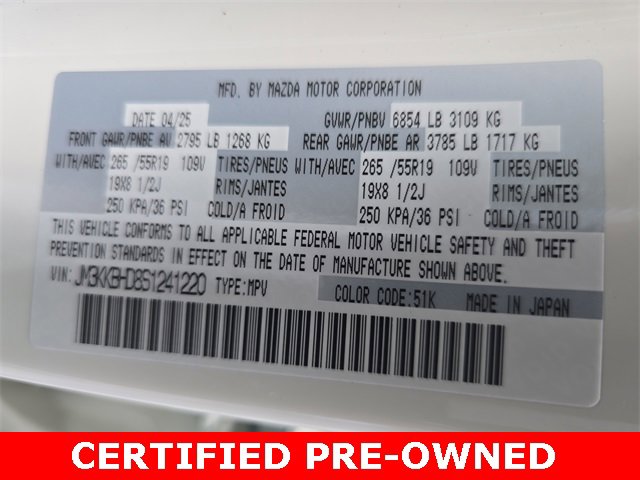 MFD. BY MAZDA MOTOR CORPORATION
DATE 04/25 GVWR/PNBV 6854 LB 3109 KG
FRONT GAWR/PNBE AV 2795 LB 1268 KG REAR GAWR/PNBE AR 3785 LB 1717 KG
WITH/AVEC 265 /55R19 109V TIRES/PNEUS WITH/AVEC 265 /55R19 109V TIRES/PNEUS
19X8 1/2J RIMS/JANTES 19X8 1/2J RIMS/JANTES
250 KPA/36 PSI COLD/A FROID 250 KPA/36 PSI COLD/A FROID
THIS VEHICLE CONFORMS TO ALL APPLICABLE FEDERAL MOTOR VEHICLE SAFETY AND THEFT
PREVENTION STANDARDS IN EFFECT ON THE DATE OF MANUFACTURE SHOWN ABOVE.
VIN: JM3KKBHD8S1241220 TYPE:MPV COLOR CODE:51K MADE IN JAPAN
CERTIFIED PRE-OWNED